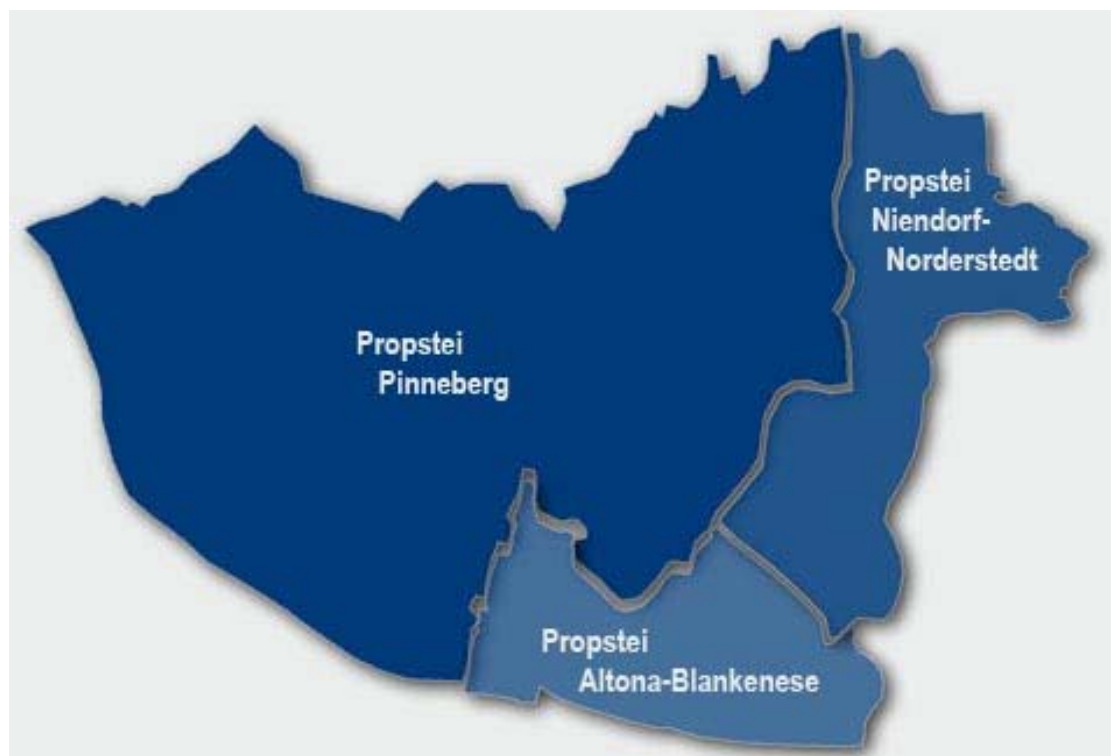 Propstei
Niendorf-
Norderstedt
Propstei
Pinneberg
Propstei
Altona-Blankenese